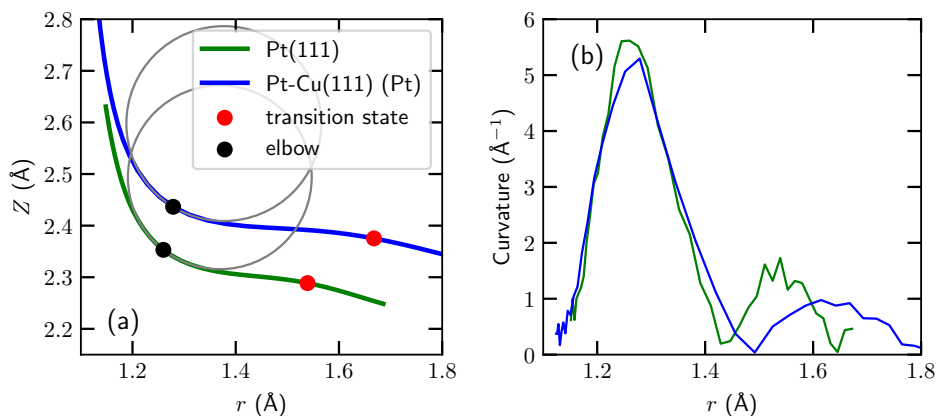 2.8
2.7
2.6
2.5
2.4
2.3
2.2
Z (Å)
Pt(111)
Pt-Cu(111) (Pt)
transition state
elbow
(a)
1.2 1.4 1.6 1.8
r (Å)
6
5
4
3
2
1
0
Curvature (Å⁻¹)
(b)
1.2 1.4 1.6 1.8
r (Å)